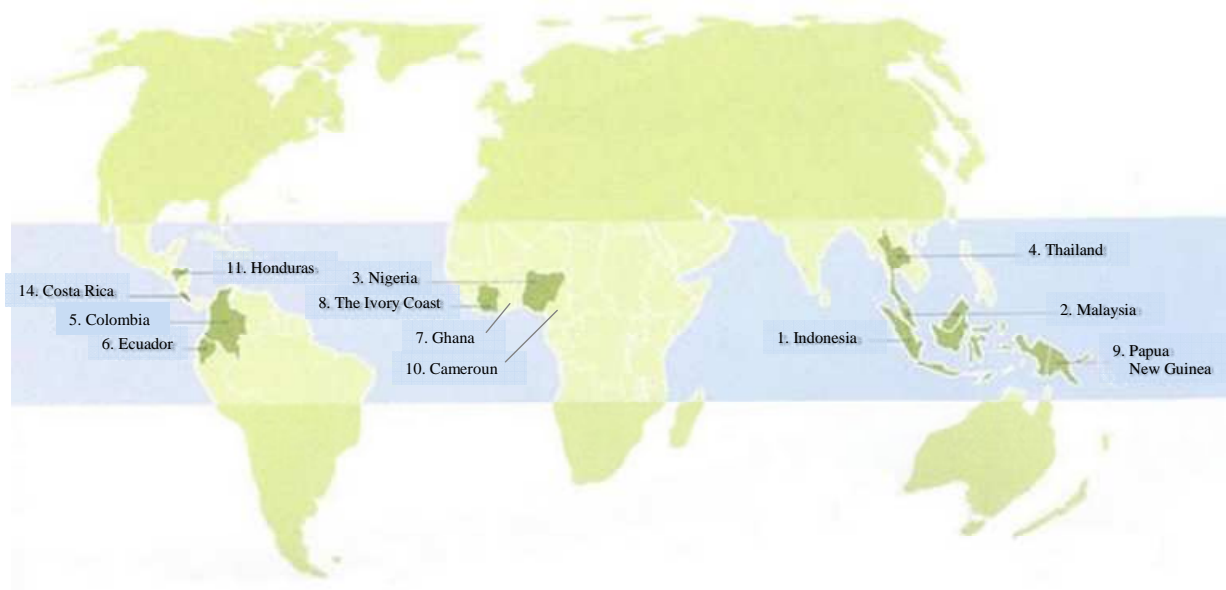 11. Honduras
14. Costa Rica
5. Colombia
6. Ecuador
3. Nigeria
8. The Ivory Coast
7. Ghana
10. Cameroun
4. Thailand
2. Malaysia
1. Indonesia
9. Papua
New Guinea